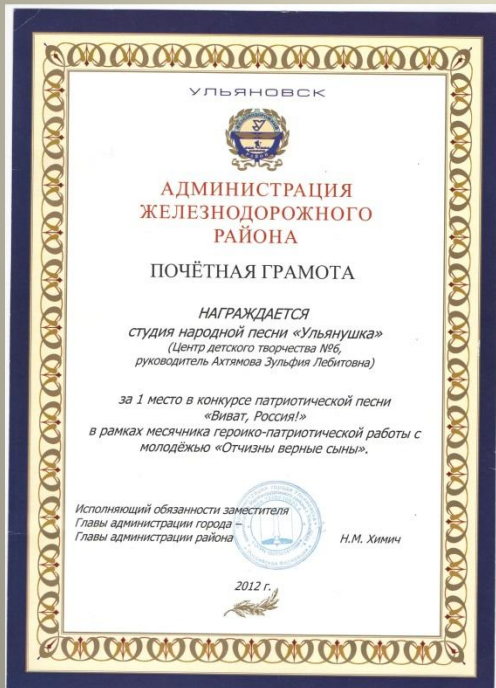 УЛЬЯНОВСК
АДМИНИСТРАЦИЯ
ЖЕЛЕЗНОДОРОЖНОГО
РАЙОНА
ПОЧЁТНАЯ ГРАМОТА
НАГРАЖДАЕТСЯ
студия народной песни «Ульянушка»
(Центр детского творчества №6,
руководитель Ахтямова Зульфия Лебитовна)
за 1 место в конкурсе патриотической песни
«Виват, Россия!»
в рамках месячника героико-патриотической работы с
молодёжью «Отчизны верные сыны».
Исполняющий обязанности заместителя
Главы администрации города –
Главы администрации района Н.М. Химич
2012 г.